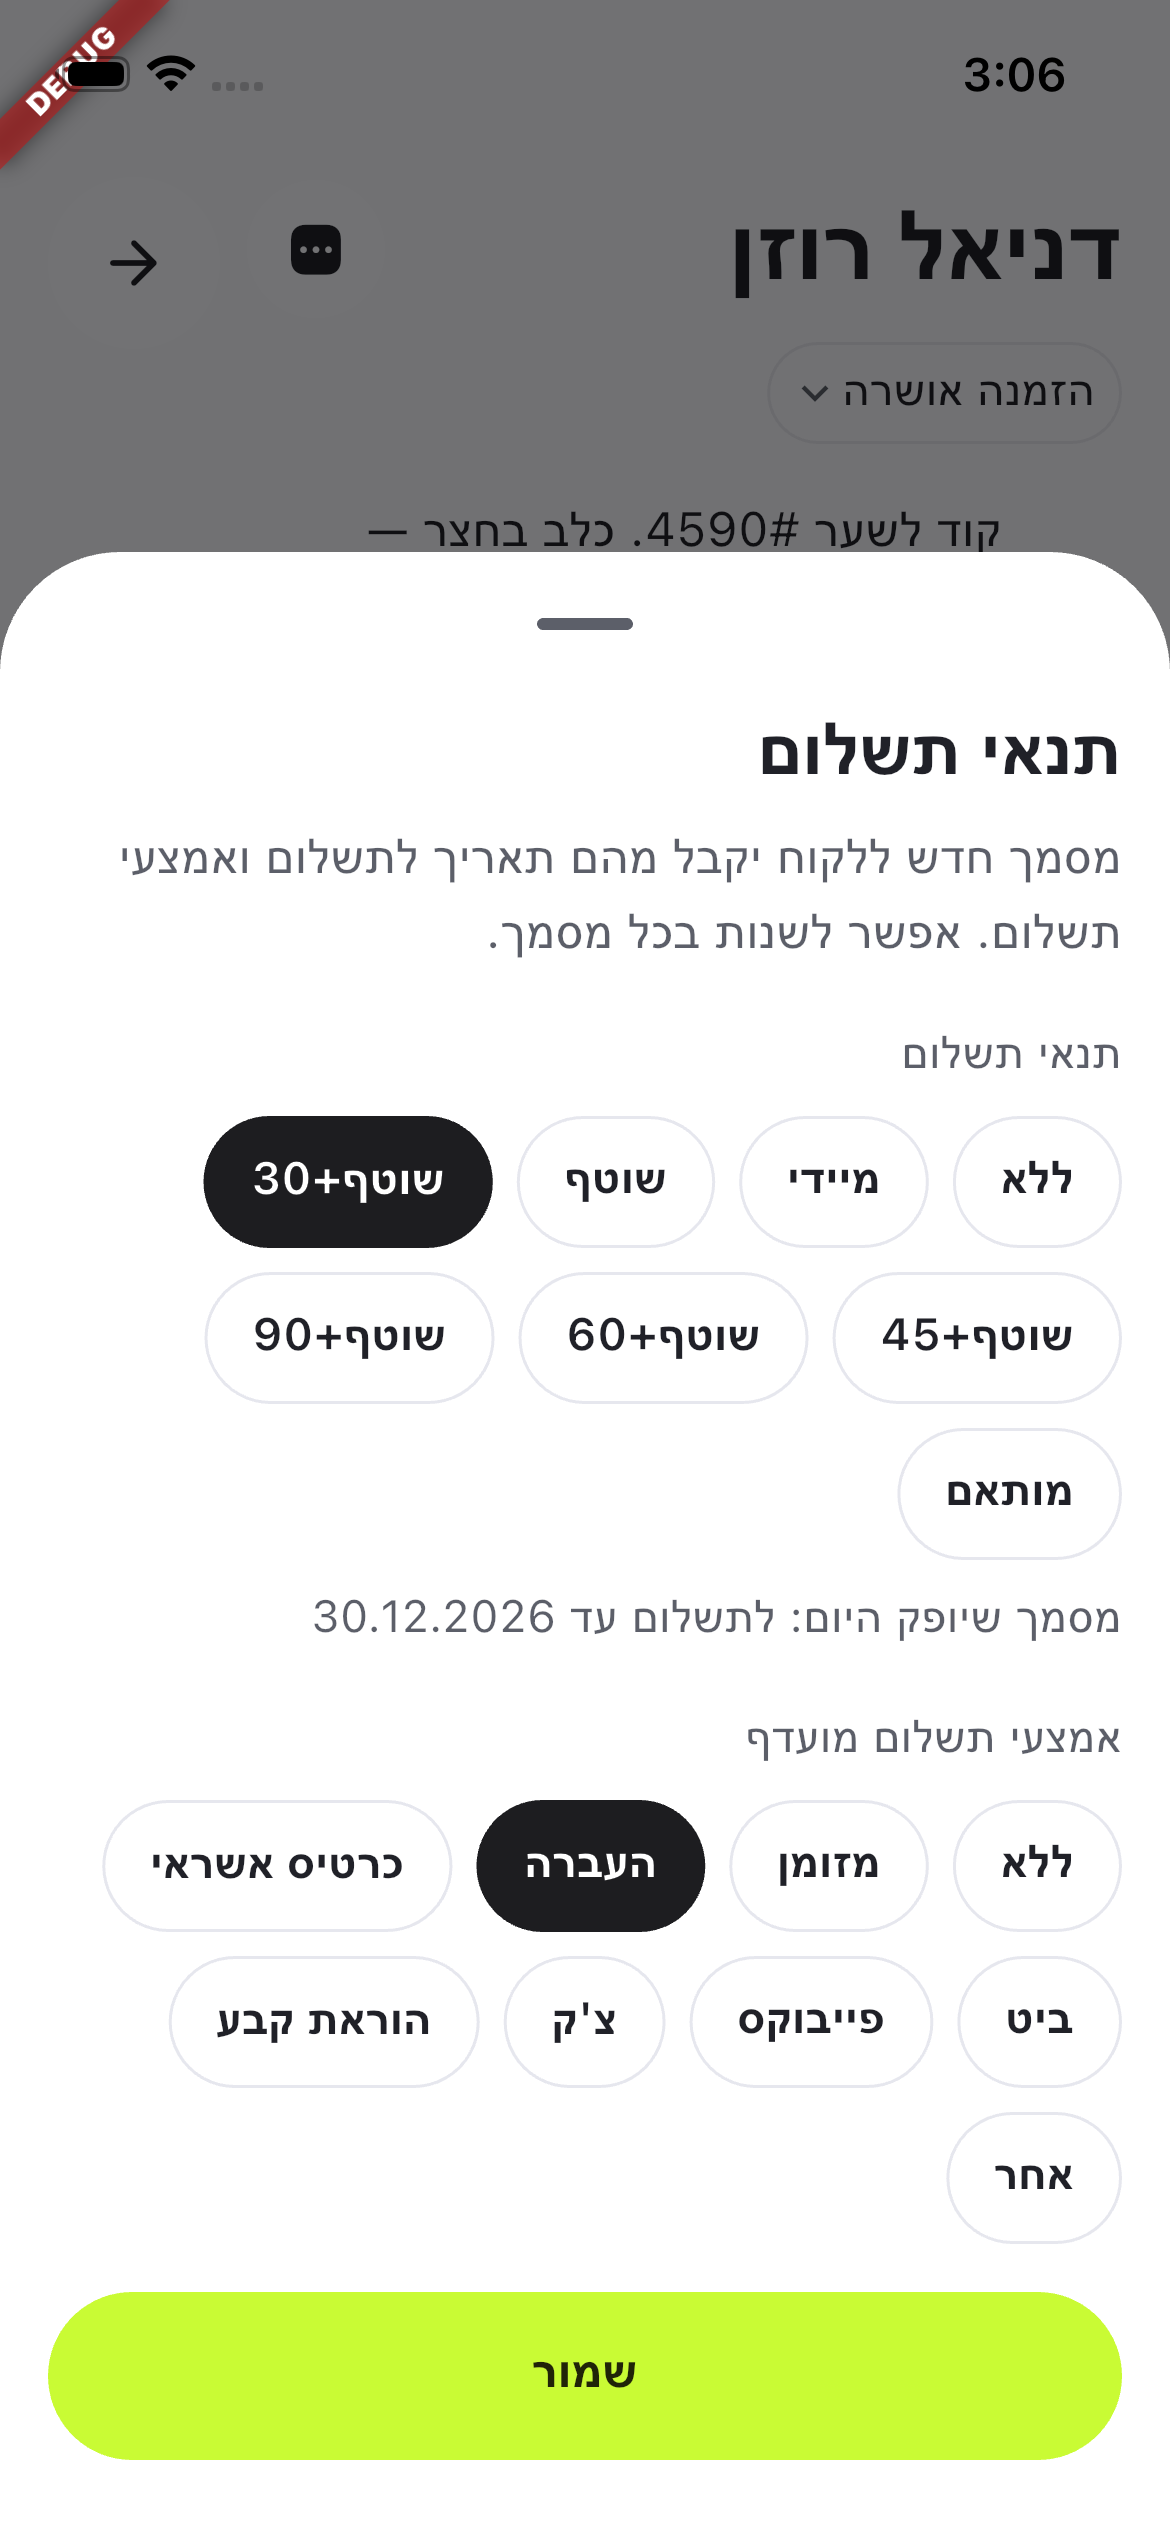 3:06
DEBUG
דניאל רוזן
הזמנה אושרה
קוד לשער #4590. כלב בחצר —
תנאי תשלום
מסמך חדש ללקוח יקבל מהם תאריך לתשלום ואמצעי
תשלום. אפשר לשנות בכל מסמך.
תנאי תשלום
ללא
מיידי
שוטף
שוטף+30
שוטף+45
שוטף+60
שוטף+90
מותאם
מסמך שיופק היום: לתשלום עד 30.12.2026
אמצעי תשלום מועדף
ללא
מזומן
העברה
כרטיס אשראי
ביט
פייבוקס
צ'ק
הוראת קבע
אחר
שמור